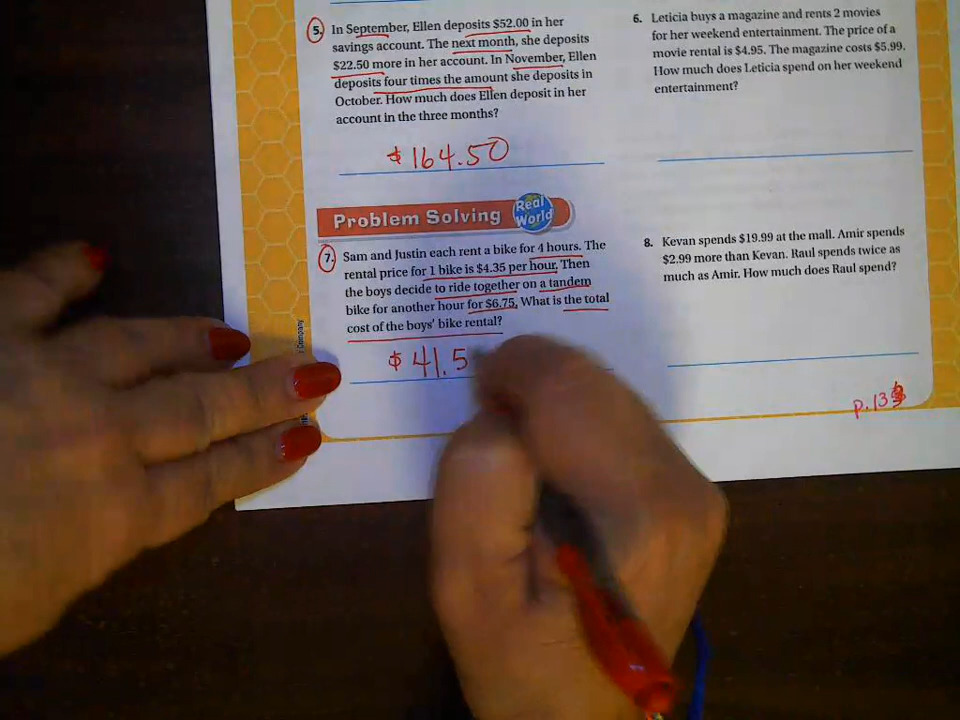 5. In September, Ellen deposits $52.00 in her
savings account. The next month, she deposits
$22.50 more in her account. In November, Ellen
deposits four times the amount she deposits in
October. How much does Ellen deposit in her
account in the three months?
$164.50
6. Leticia buys a magazine and rents 2 movies
for her weekend entertainment. The price of a
movie rental is $4.95. The magazine costs $5.99.
How much does Leticia spend on her weekend
entertainment?
Problem Solving
Real
World
7. Sam and Justin each rent a bike for 4 hours. The
rental price for 1 bike is $4.35 per hour. Then
the boys decide to ride together on a tandem
bike for another hour for $6.75. What is the total
cost of the boys' bike rental?
$41.5
8. Kevan spends $19.99 at the mall. Amir spends
$2.99 more than Kevan. Raul spends twice as
much as Amir. How much does Raul spend?
Company